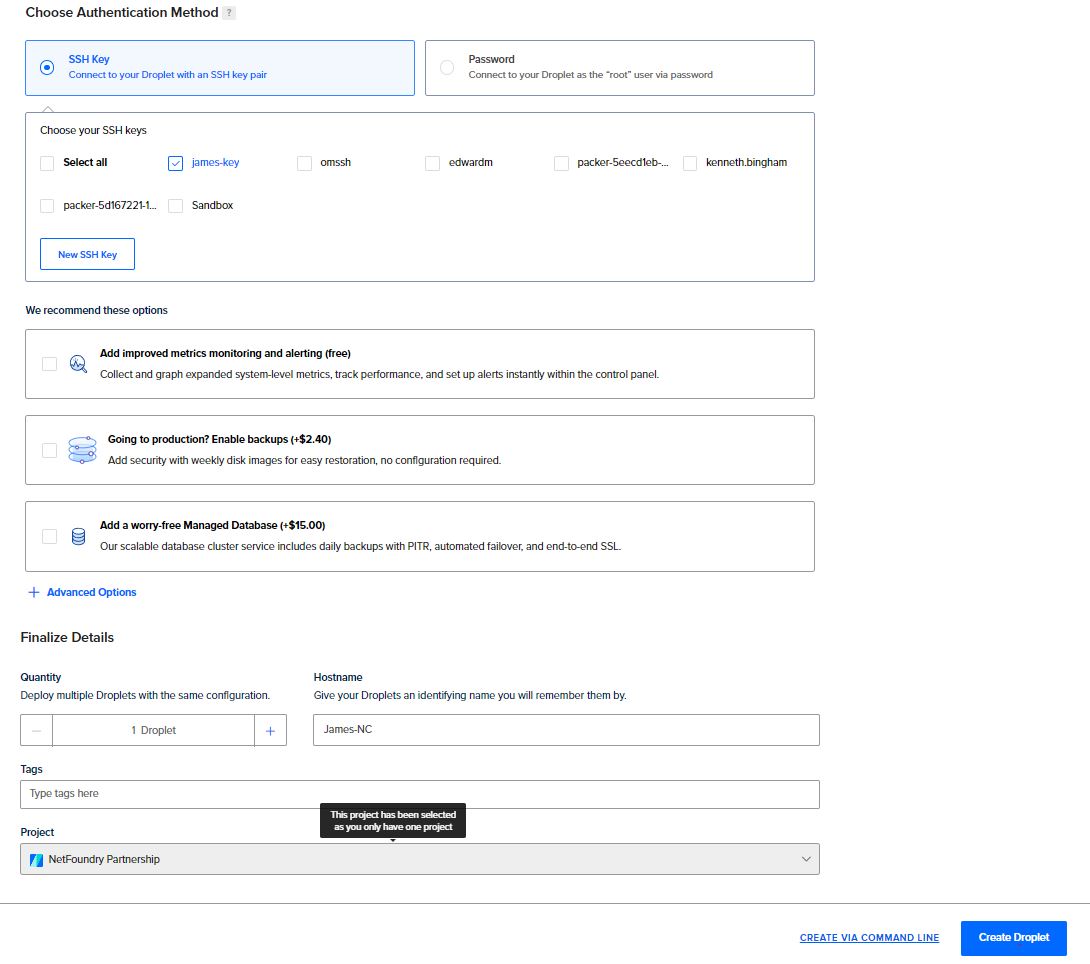 Choose Authentication Method ?
SSH Key
Connect to your Droplet with an SSH key pair
Password
Connect to your Droplet as the “root” user via password
Choose your SSH keys
Select all james-key omssh edwardm packer-5eecd1eb-... kenneth.bingham
packer-5d167221-1... Sandbox
New SSH Key
We recommend these options
Add improved metrics monitoring and alerting (free)
Collect and graph expanded system-level metrics, track performance, and set up alerts instantly within the control panel.
Going to production? Enable backups (+$2.40)
Add security with weekly disk images for easy restoration, no configuration required.
Add a worry-free Managed Database (+$15.00)
Our scalable database cluster service includes daily backups with PITR, automated failover, and end-to-end SSL.
+ Advanced Options
Finalize Details
Quantity
Deploy multiple Droplets with the same configuration.
− 1 Droplet +
Hostname
Give your Droplets an identifying name you will remember them by.
James-NC
Tags
Type tags here
This project has been selected
as you only have one project
Project
NetFoundry Partnership
CREATE VIA COMMAND LINE
Create Droplet